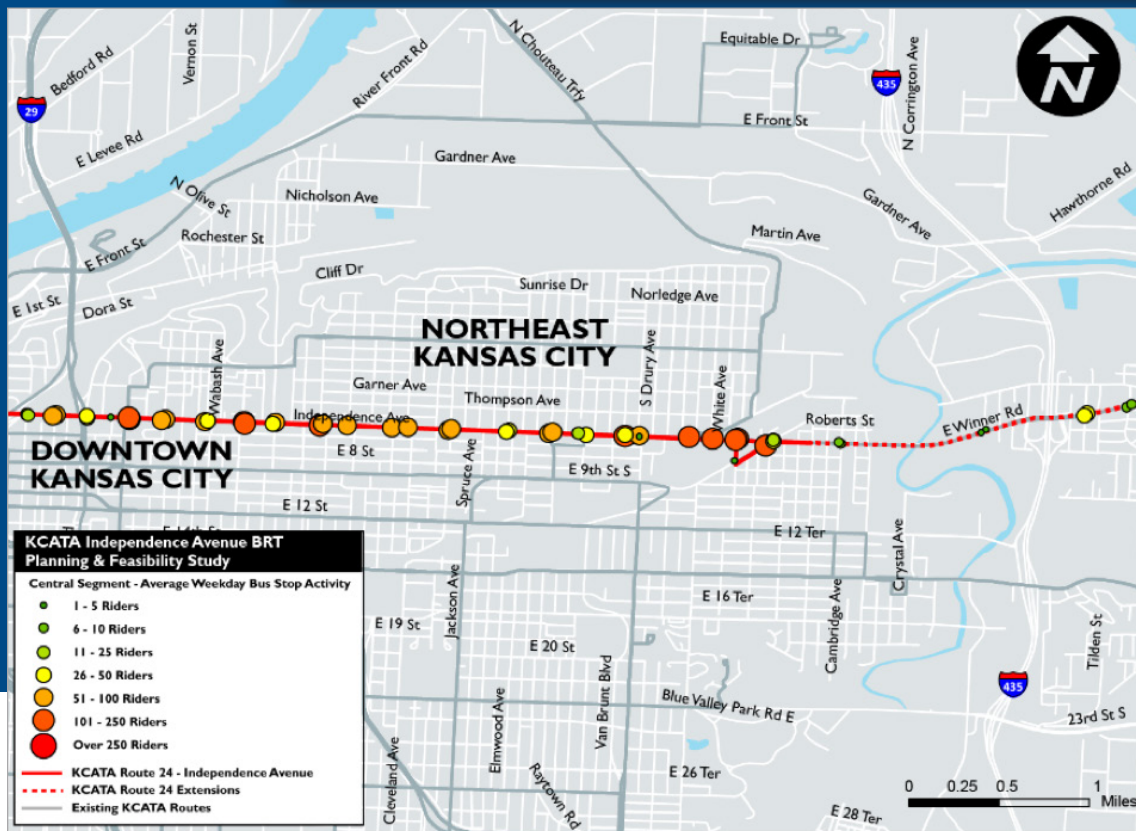 Bedford Rd
Vernon St
N Chouteau Trfy
River Front Rd
Equitable Dr
N
29
435
N Corrington Ave
E Front St
E Levee Rd
Gardner Ave
Hawthorne Rd
N Olive St
Nicholson Ave
Gardner Ave
Rochester St
Martin Ave
E Front St
Cliff Dr
Sunrise Dr
Norledge Ave
E 1st St
Dora St
NORTHEAST
KANSAS CITY
Wabash Ave
Garner Ave
S Drury Ave
White Ave
Thompson Ave
Independence Ave
Roberts St
E Winner Rd
DOWNTOWN
KANSAS CITY
E 8 St
Spruce Ave
E 9th St S
E 12 St
E 12 Ter
E 14th St
Crystal Ave
KCATA Independence Avenue BRT
Planning & Feasibility Study
Central Segment - Average Weekday Bus Stop Activity
1 - 5 Riders
6 - 10 Riders
11 - 25 Riders
26 - 50 Riders
51 - 100 Riders
101 - 250 Riders
Over 250 Riders
KCATA Route 24 - Independence Avenue
KCATA Route 24 Extensions
Existing KCATA Routes
Jackson Ave
E 16 Ter
Cambridge Ave
E 19 St
E 20 St
Tilden St
Van Brunt Blvd
435
Elmwood Ave
Blue Valley Park Rd E
23rd St S
Cleveland Ave
Raytown Rd
E 26 Ter
0 0.25 0.5 1
Miles
E 28 Ter